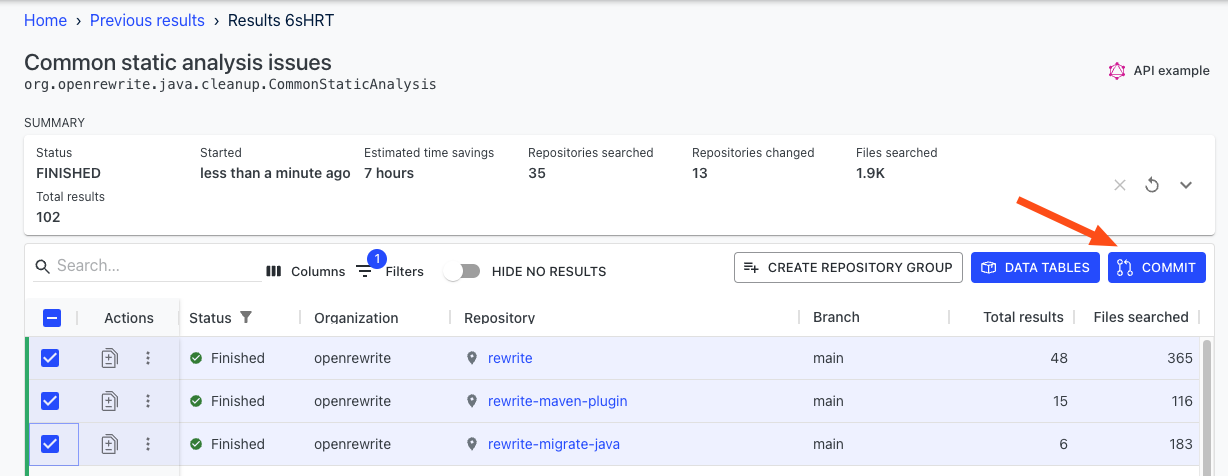 Home › Previous results › Results 6sHRT
Common static analysis issues
org.openrewrite.java.cleanup.CommonStaticAnalysis
API example
SUMMARY
Status Started Estimated time savings Repositories searched Repositories changed Files searched
FINISHED less than a minute ago 7 hours 35 13 1.9K
Total results
102
Search... Columns 1 Filters HIDE NO RESULTS CREATE REPOSITORY GROUP DATA TABLES COMMIT
Actions Status Organization Repository Branch Total results Files searched
Finished openrewrite rewrite main 48 365
Finished openrewrite rewrite-maven-plugin main 15 116
Finished openrewrite rewrite-migrate-java main 6 183